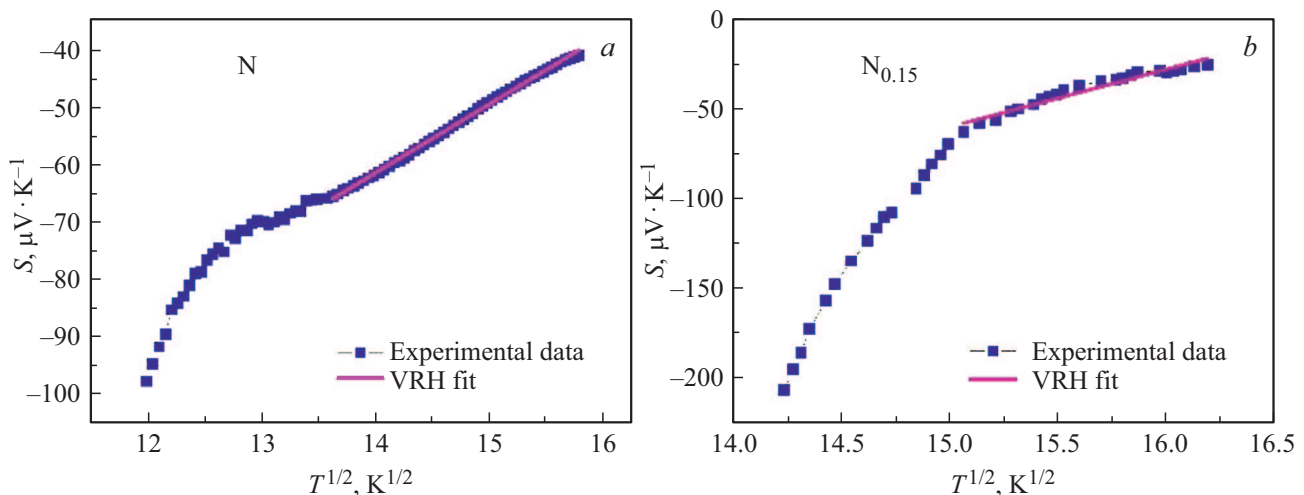 N
a
−40
−50
−60
−70
−80
−90
−100
S, μV · K⁻¹
Experimental data
VRH fit
12
13
14
15
16
T^{1/2}, K^{1/2}
N_{0.15}
b
0
−50
−100
−150
−200
S, μV · K⁻¹
Experimental data
VRH fit
14.0
14.5
15.0
15.5
16.0
16.5
T^{1/2}, K^{1/2}